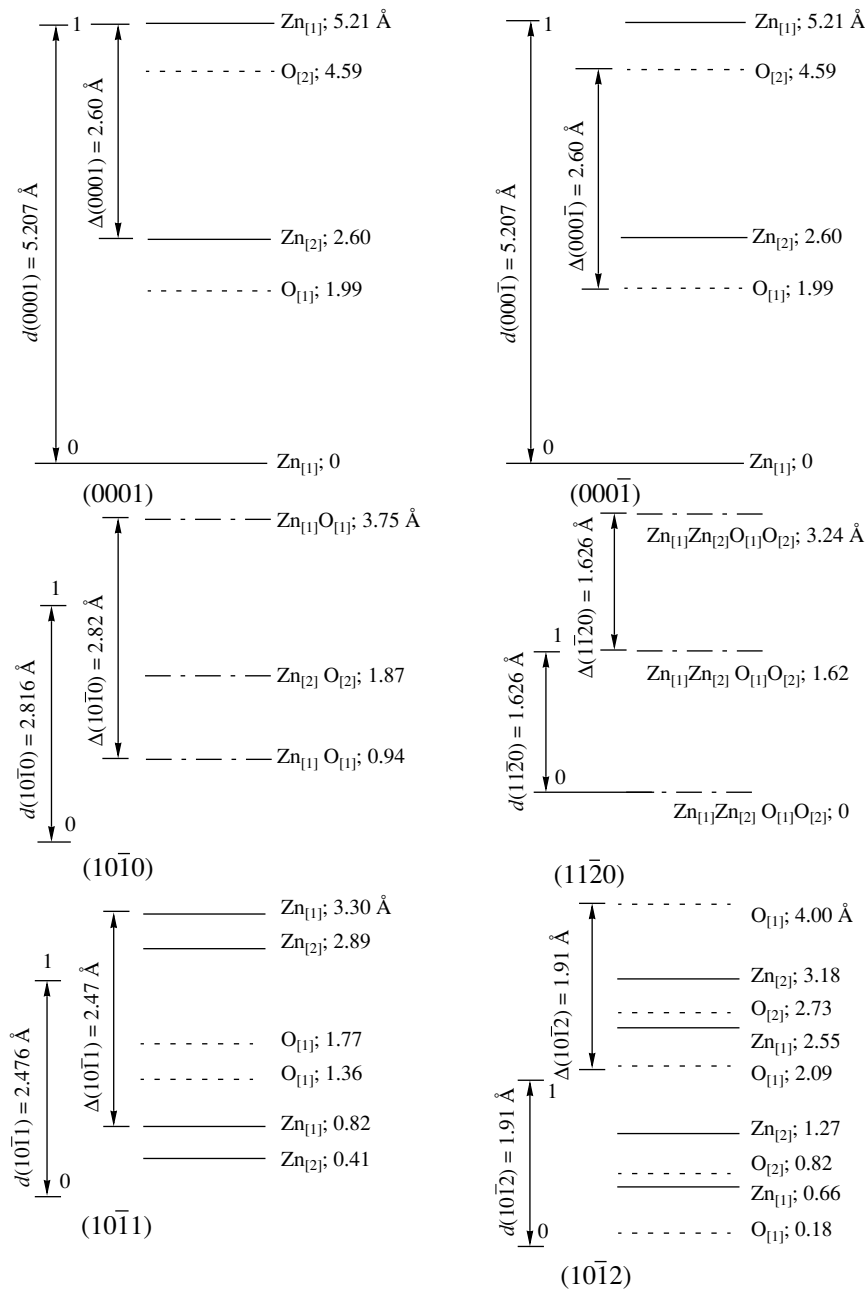 1
Zn[1]; 5.21 Å
O[2]; 4.59
Δ(0001) = 2.60 Å
d(0001) = 5.207 Å
Zn[2]; 2.60
O[1]; 1.99
0
Zn[1]; 0
(0001)
1
Zn[1]; 5.21 Å
O[2]; 4.59
Δ(0001̄) = 2.60 Å
d(0001̄) = 5.207 Å
Zn[2]; 2.60
O[1]; 1.99
0
Zn[1]; 0
(0001̄)
Zn[1]O[1]; 3.75 Å
1
Δ(101̄0) = 2.82 Å
d(101̄0) = 2.816 Å
Zn[2] O[2]; 1.87
Zn[1] O[1]; 0.94
0
(101̄0)
Zn[1]Zn[2]O[1]O[2]; 3.24 Å
Δ(11̄20) = 1.626 Å
1
Zn[1]Zn[2] O[1]O[2]; 1.62
d(112̄0) = 1.626 Å
0
Zn[1]Zn[2] O[1]O[2]; 0
(112̄0)
Zn[1]; 3.30 Å
Zn[2]; 2.89
1
Δ(101̄1) = 2.47 Å
d(101̄1) = 2.476 Å
O[1]; 1.77
O[1]; 1.36
Zn[1]; 0.82
Zn[2]; 0.41
0
(101̄1)
O[1]; 4.00 Å
Δ(101̄2) = 1.91 Å
Zn[2]; 3.18
O[2]; 2.73
Zn[1]; 2.55
O[1]; 2.09
1
d(101̄2) = 1.91 Å
Zn[2]; 1.27
O[2]; 0.82
Zn[1]; 0.66
O[1]; 0.18
0
(101̄2)